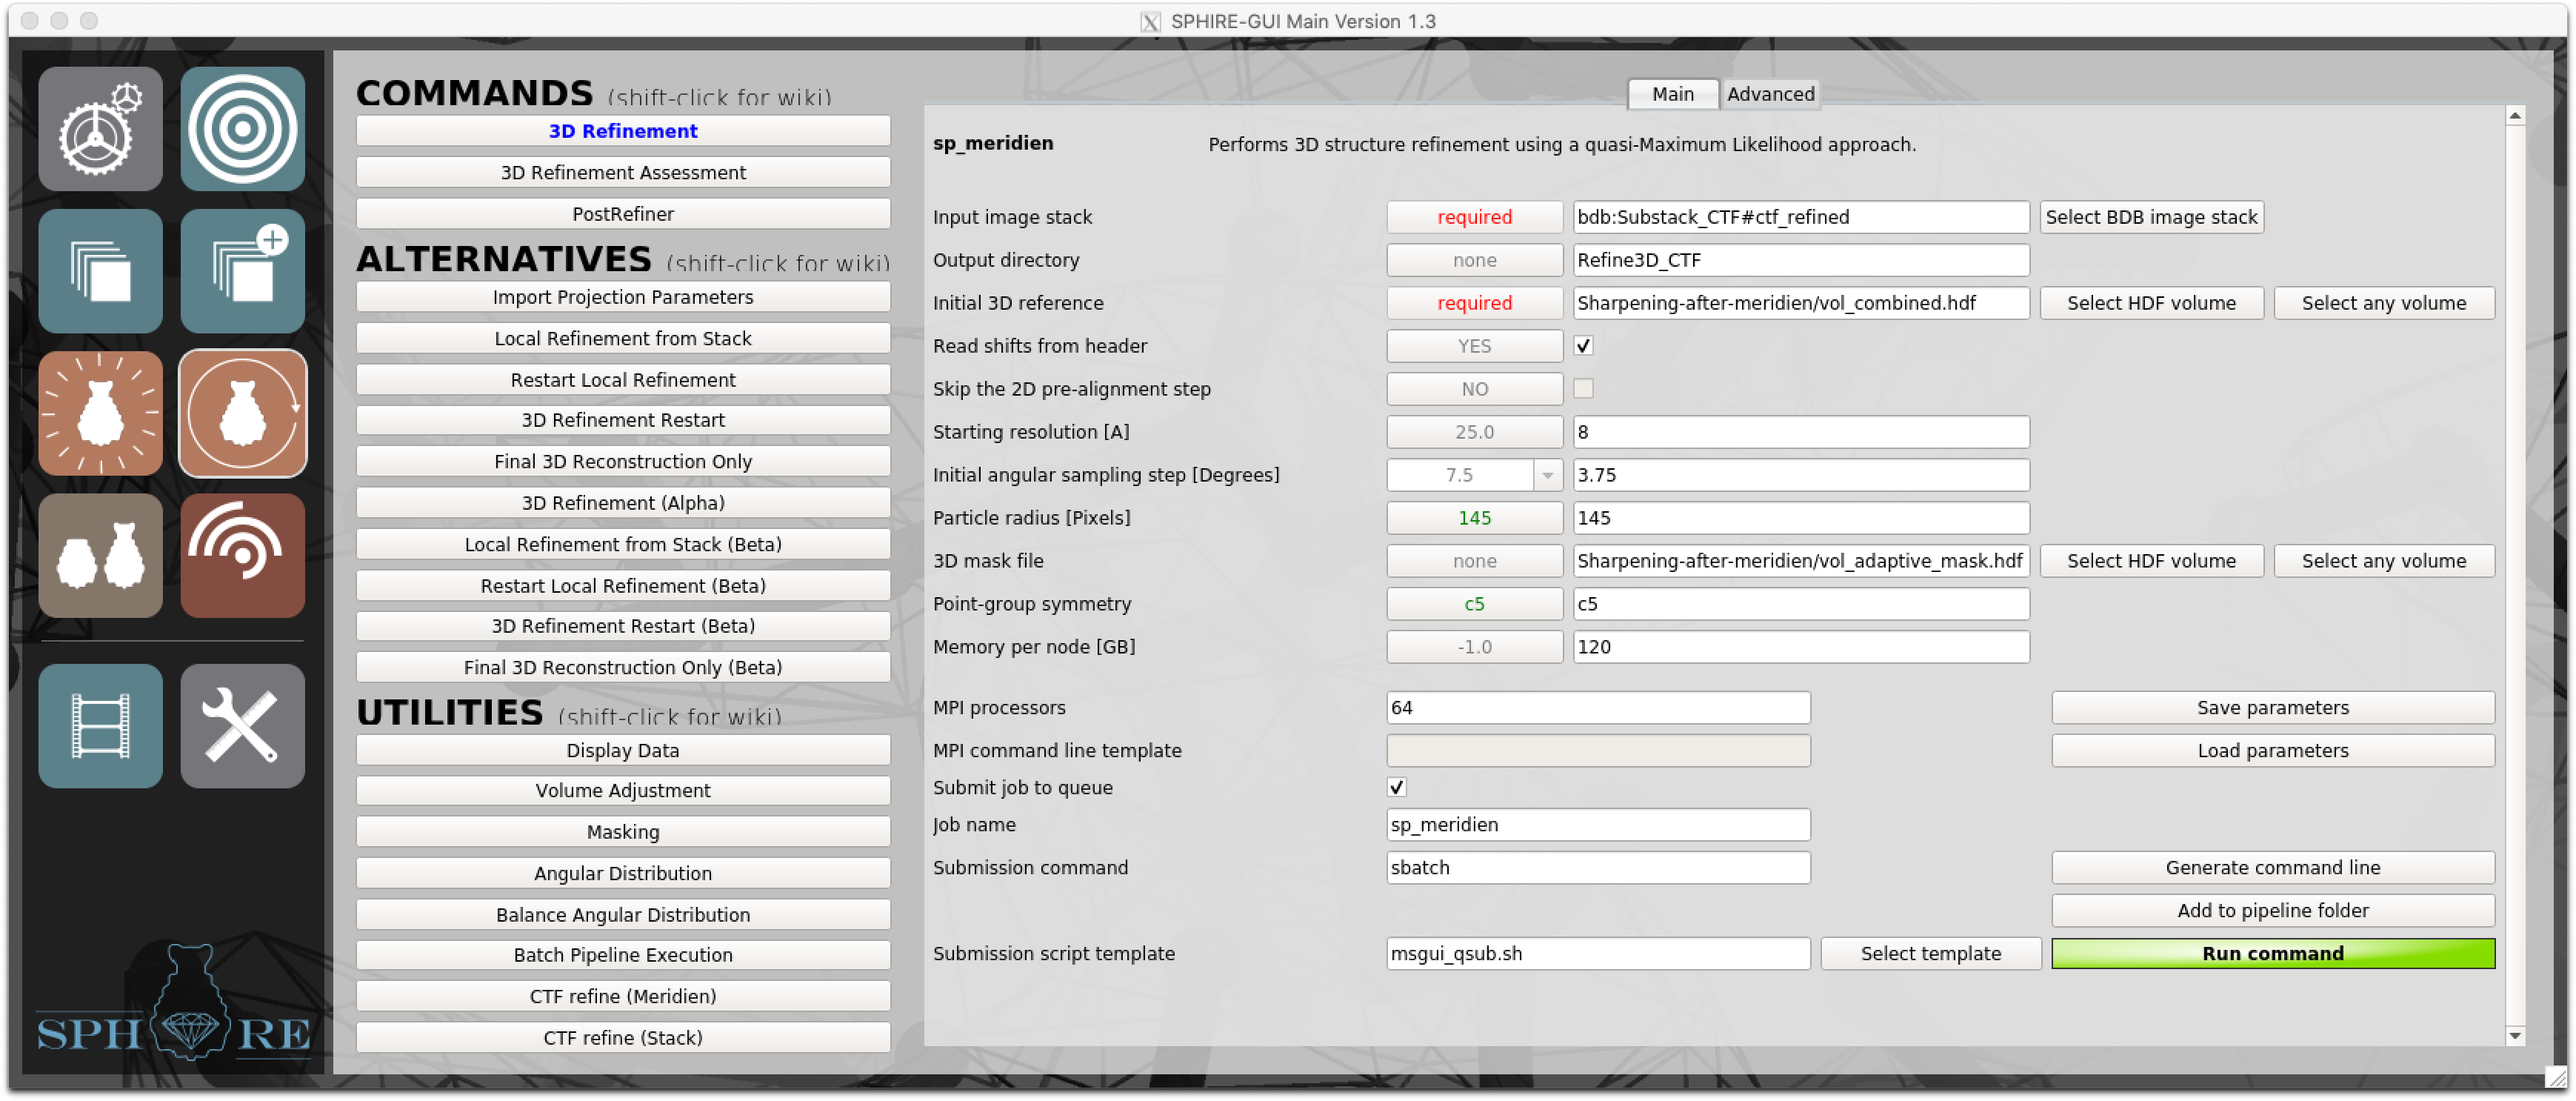 SPHIRE-GUI Main Version 1.3
COMMANDS (shift-click for wiki)
3D Refinement
3D Refinement Assessment
PostRefiner
ALTERNATIVES (shift-click for wiki)
Import Projection Parameters
Local Refinement from Stack
Restart Local Refinement
3D Refinement Restart
Final 3D Reconstruction Only
3D Refinement (Alpha)
Local Refinement from Stack (Beta)
Restart Local Refinement (Beta)
3D Refinement Restart (Beta)
Final 3D Reconstruction Only (Beta)
UTILITIES (shift-click for wiki)
Display Data
Volume Adjustment
Masking
Angular Distribution
Balance Angular Distribution
Batch Pipeline Execution
CTF refine (Meridien)
CTF refine (Stack)
SPHIRE
Main Advanced
sp_meridien Performs 3D structure refinement using a quasi-Maximum Likelihood approach.
Input image stack required bdb:Substack_CTF#ctf_refined Select BDB image stack
Output directory none Refine3D_CTF
Initial 3D reference required Sharpening-after-meridien/vol_combined.hdf Select HDF volume Select any volume
Read shifts from header YES
Skip the 2D pre-alignment step NO
Starting resolution [A] 25.0 8
Initial angular sampling step [Degrees] 7.5 3.75
Particle radius [Pixels] 145 145
3D mask file none Sharpening-after-meridien/vol_adaptive_mask.hdf Select HDF volume Select any volume
Point-group symmetry c5 c5
Memory per node [GB] -1.0 120
MPI processors 64 Save parameters
MPI command line template Load parameters
Submit job to queue
Job name sp_meridien
Submission command sbatch Generate command line
Add to pipeline folder
Submission script template msgui_qsub.sh Select template Run command